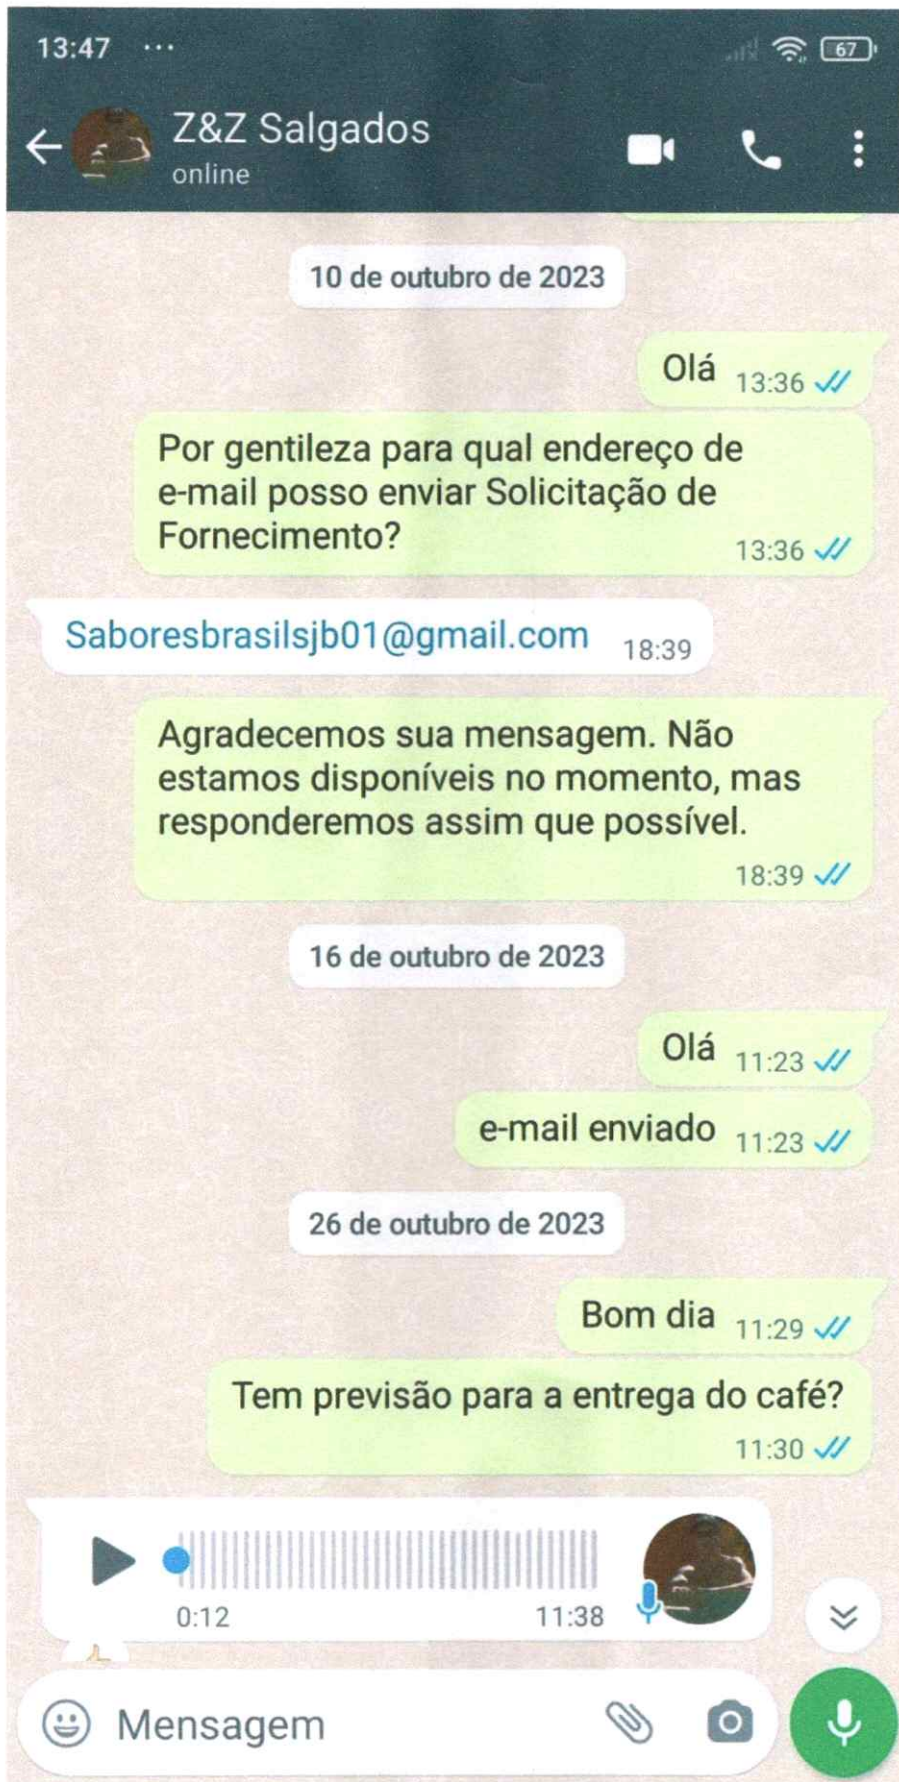 13:47 ...
67
Z&Z Salgados
online
10 de outubro de 2023
Olá 13:36
Por gentileza para qual endereço de
e-mail posso enviar Solicitação de
Fornecimento?
13:36
Saboresbrasilsjb01@gmail.com 18:39
Agradecemos sua mensagem. Não
estamos disponíveis no momento, mas
responderemos assim que possível.
18:39
16 de outubro de 2023
Olá 11:23
e-mail enviado 11:23
26 de outubro de 2023
Bom dia 11:29
Tem previsão para a entrega do café?
11:30
0:12 11:38
Mensagem